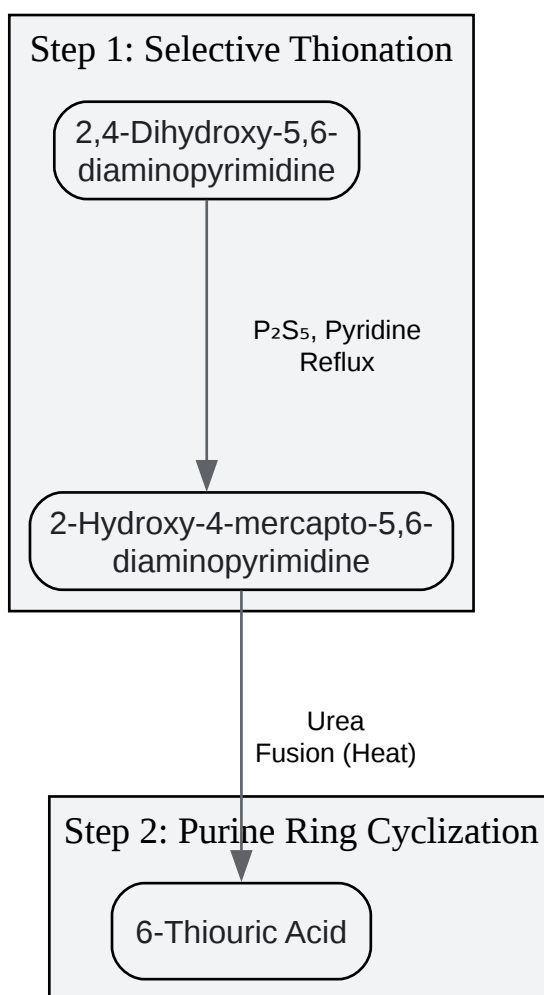 Step 1: Selective Thionation
2,4-Dihydroxy-5,6-
diaminopyrimidine
P₂S₅, Pyridine
Reflux
2-Hydroxy-4-mercapto-5,6-
diaminopyrimidine
Urea
Fusion (Heat)
Step 2: Purine Ring Cyclization
6-Thiouric Acid